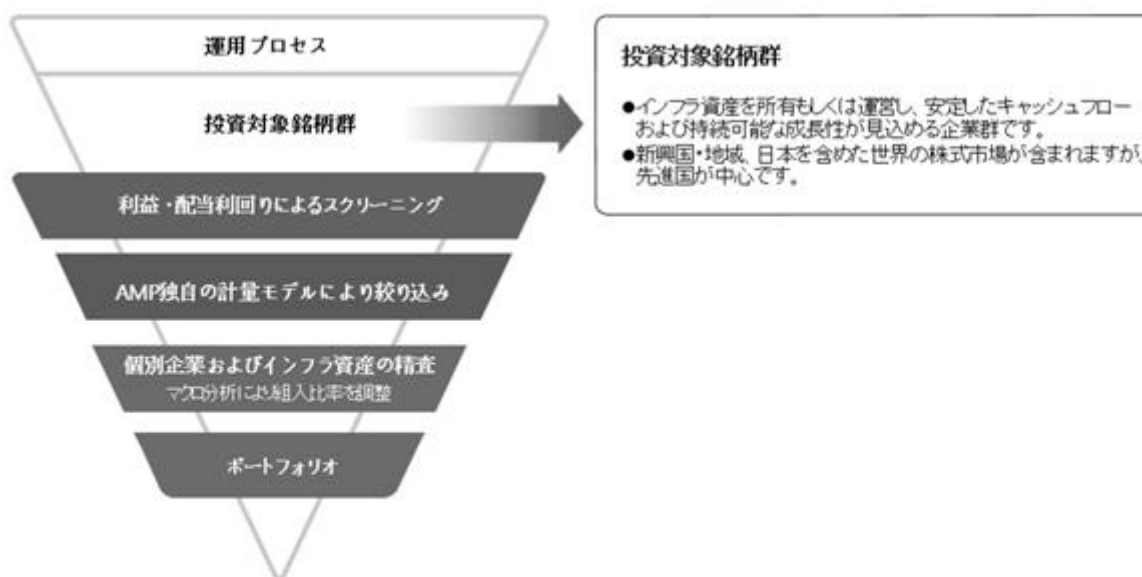 運用プロセス
投資対象銘柄群
利益・配当利回りによるスクリーニング
AMP独自の計量モデルにより絞り込み
個別企業およびインフラ資産の精査
マクロ分析により組入比率を調整
ポートフォリオ
投資対象銘柄群
●インフラ資産を所有もしくは運営し、安定したキャッシュフロー
および持続可能な成長性が見込める企業群です。
●新興国・地域、日本を含めた世界の株式市場が含まれますが、
先進国が中心です。